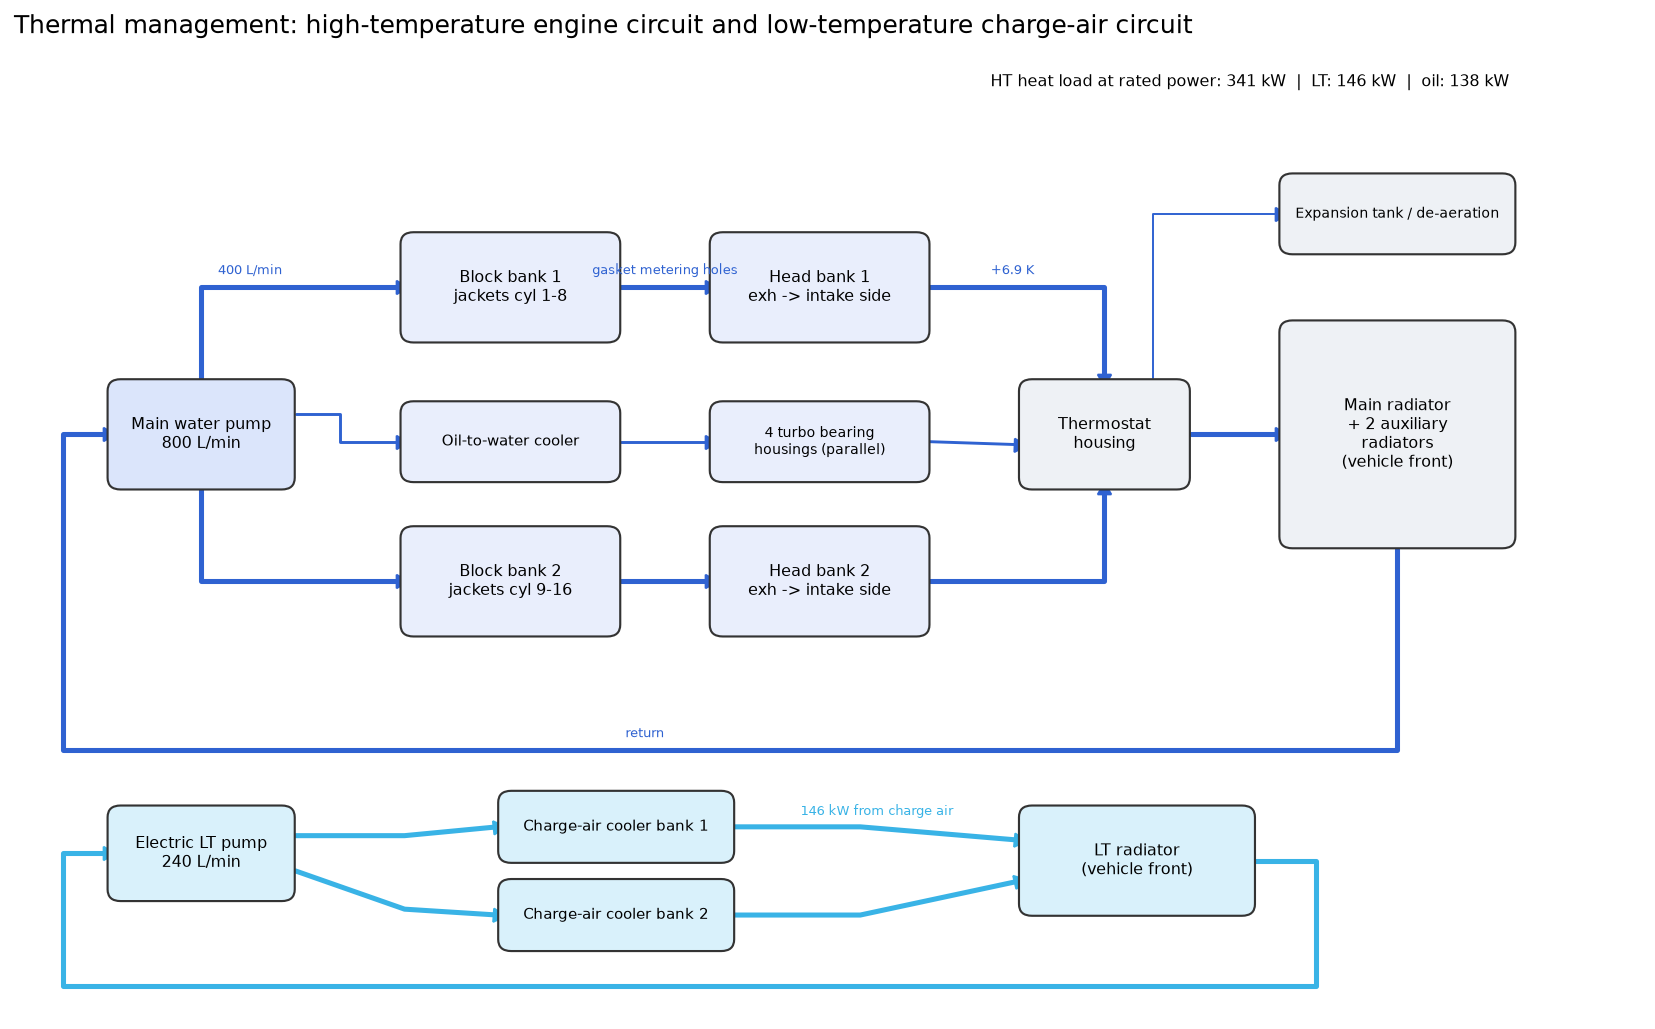 Thermal management: high-temperature engine circuit and low-temperature charge-air circuit
HT heat load at rated power: 341 kW | LT: 146 kW | oil: 138 kW
Expansion tank / de-aeration
400 L/min
Block bank 1
jackets cyl 1-8
gasket metering holes
Head bank 1
exh -> intake side
+6.9 K
Main water pump
800 L/min
Oil-to-water cooler
4 turbo bearing
housings (parallel)
Thermostat
housing
Main radiator
+ 2 auxiliary
radiators
(vehicle front)
Block bank 2
jackets cyl 9-16
Head bank 2
exh -> intake side
return
Electric LT pump
240 L/min
Charge-air cooler bank 1
146 kW from charge air
LT radiator
(vehicle front)
Charge-air cooler bank 2